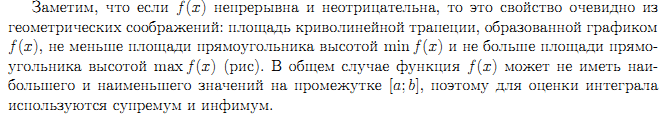 Заметим, что если f(x) непрерывна и неотрицательна, то это свойство очевидно из
геометрических соображений: площадь криволинейной трапеции, образованной графиком
f(x), не меньше площади прямоугольника высотой min f(x) и не больше площади прямо-
угольника высотой max f(x) (рис). В общем случае функция f(x) может не иметь наи-
большего и наименьшего значений на промежутке [a; b], поэтому для оценки интеграла
используются супремум и инфимум.